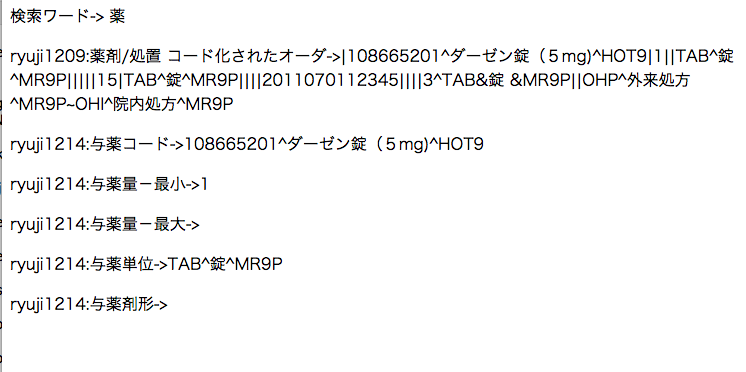 検索ワード-> 薬
ryuji1209:薬剤/処置 コード化されたオーダ->|108665201^ダーゼン錠（５mg)^HOT9|1||TAB^錠
^MR9P|||||15|TAB^錠^MR9P||||2011070112345||||3^TAB&錠 &MR9P||OHP^外来処方
^MR9P~OHI^院内処方^MR9P
ryuji1214:与薬コード->108665201^ダーゼン錠（５mg)^HOT9
ryuji1214:与薬量－最小->1
ryuji1214:与薬量－最大->
ryuji1214:与薬単位->TAB^錠^MR9P
ryuji1214:与薬剤形->